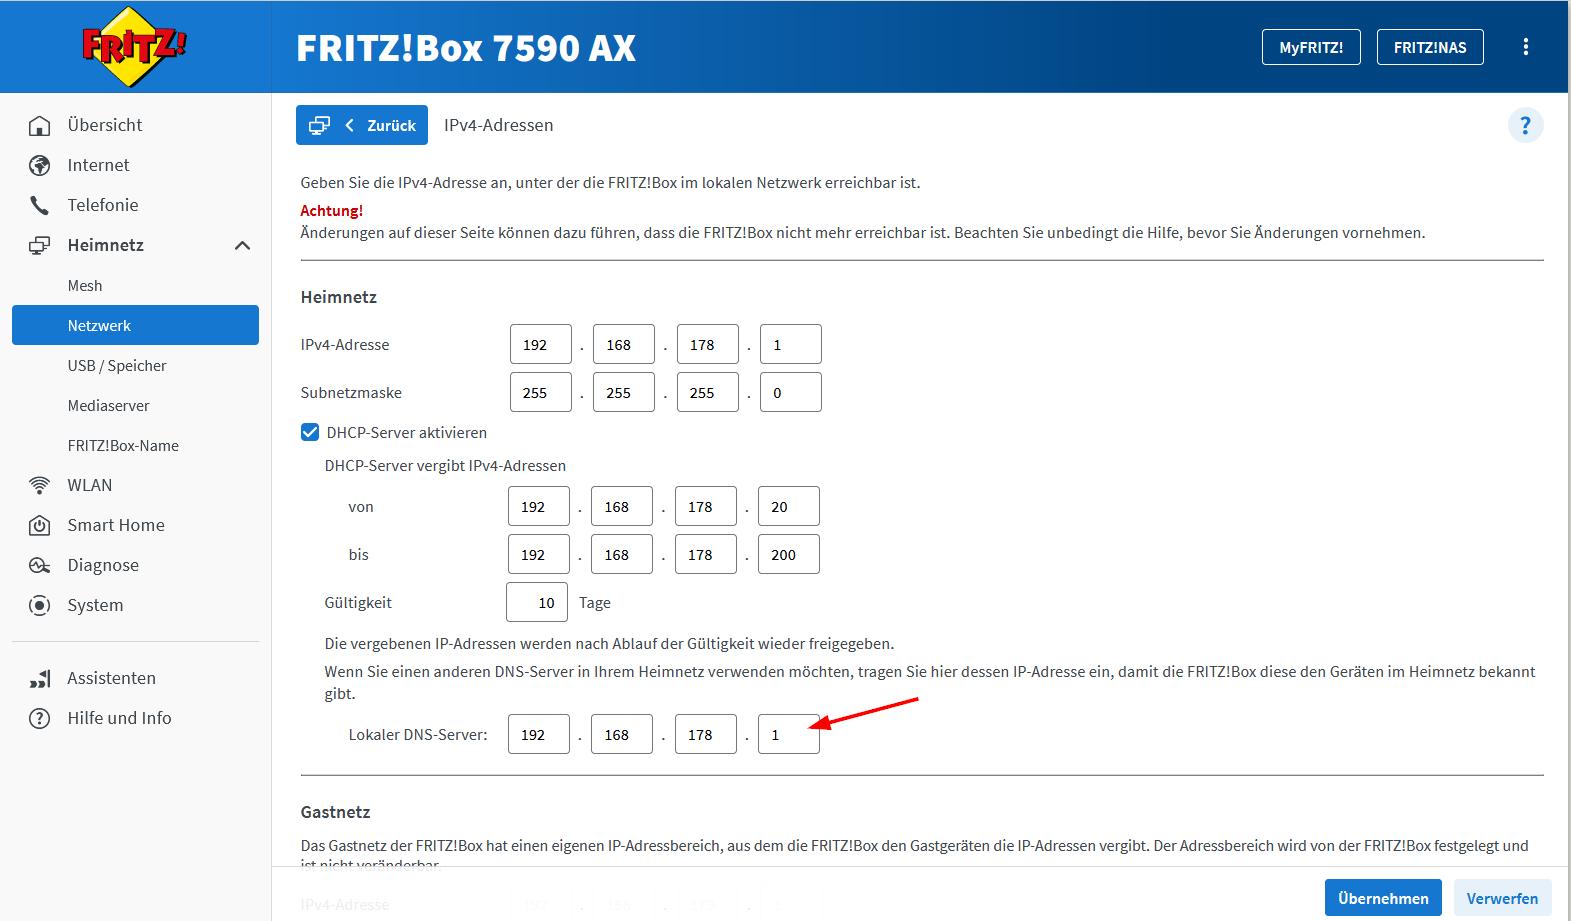 FRITZ!
FRITZ!Box 7590 AX
MyFRITZ!
FRITZ!NAS
Übersicht
Internet
Telefonie
Heimnetz
Mesh
Netzwerk
USB / Speicher
Mediaserver
FRITZ!Box-Name
WLAN
Smart Home
Diagnose
System
Assistenten
Hilfe und Info
Zurück
IPv4-Adressen
?
Geben Sie die IPv4-Adresse an, unter der die FRITZ!Box im lokalen Netzwerk erreichbar ist.
Achtung!
Änderungen auf dieser Seite können dazu führen, dass die FRITZ!Box nicht mehr erreichbar ist. Beachten Sie unbedingt die Hilfe, bevor Sie Änderungen vornehmen.
Heimnetz
IPv4-Adresse 192 . 168 . 178 . 1
Subnetzmaske 255 . 255 . 255 . 0
DHCP-Server aktivieren
DHCP-Server vergibt IPv4-Adressen
von 192 . 168 . 178 . 20
bis 192 . 168 . 178 . 200
Gültigkeit 10 Tage
Die vergebenen IP-Adressen werden nach Ablauf der Gültigkeit wieder freigegeben.
Wenn Sie einen anderen DNS-Server in Ihrem Heimnetz verwenden möchten, tragen Sie hier dessen IP-Adresse ein, damit die FRITZ!Box diese den Geräten im Heimnetz bekannt
gibt.
Lokaler DNS-Server: 192 . 168 . 178 . 1
Gastnetz
Das Gastnetz der FRITZ!Box hat einen eigenen IP-Adressbereich, aus dem die FRITZ!Box den Gastgeräten die IP-Adressen vergibt. Der Adressbereich wird von der FRITZ!Box festgelegt und
ist nicht veränderbar.
IPv4-Adresse 192 . 168 . 179 . 1
Übernehmen
Verwerfen